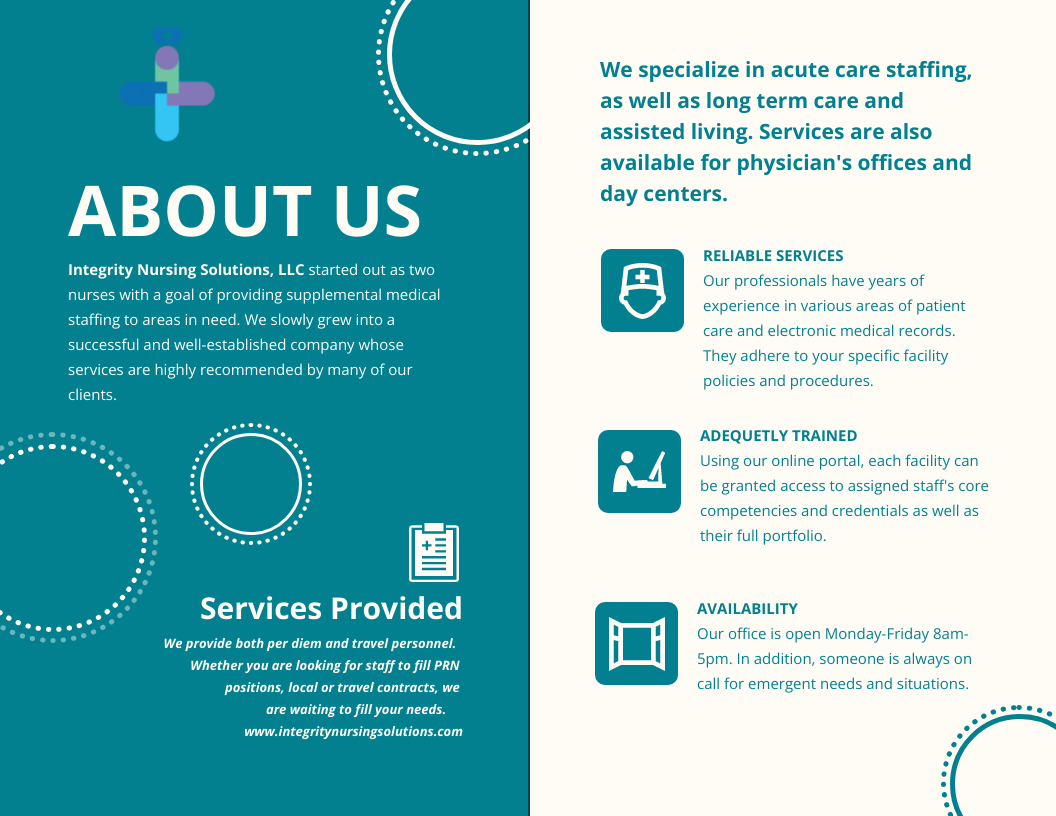 ABOUT US
Integrity Nursing Solutions, LLC started out as two
nurses with a goal of providing supplemental medical
staffing to areas in need. We slowly grew into a
successful and well-established company whose
services are highly recommended by many of our
clients.
Services Provided
We provide both per diem and travel personnel.
Whether you are looking for staff to fill PRN
positions, local or travel contracts, we
are waiting to fill your needs.
www.integritynursingsolutions.com
We specialize in acute care staffing,
as well as long term care and
assisted living. Services are also
available for physician's offices and
day centers.
RELIABLE SERVICES
Our professionals have years of
experience in various areas of patient
care and electronic medical records.
They adhere to your specific facility
policies and procedures.
ADEQUETLY TRAINED
Using our online portal, each facility can
be granted access to assigned staff's core
competencies and credentials as well as
their full portfolio.
AVAILABILITY
Our office is open Monday-Friday 8am-
5pm. In addition, someone is always on
call for emergent needs and situations.